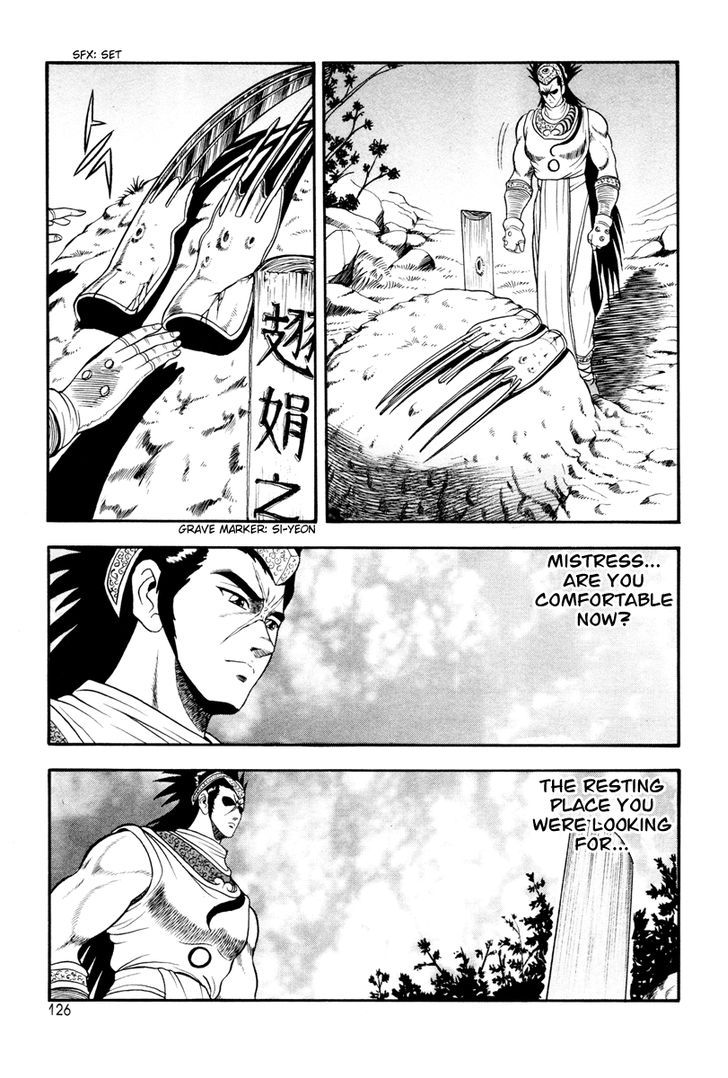 SFX: SET
翅
娟
之
GRAVE MARKER: SI-YEON
MISTRESS...
ARE YOU
COMFORTABLE
NOW?
THE RESTING
PLACE YOU
WERE LOOKING
FOR...
126